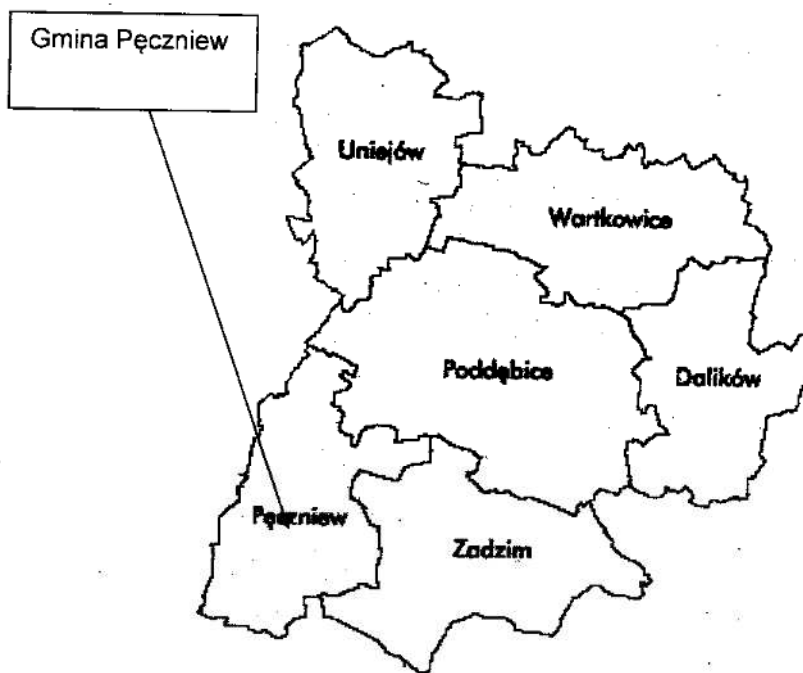 Gmina Pęczniew
Uniejów
Wartkowice
Poddębice
Dalików
Pęczniew
Zadzim